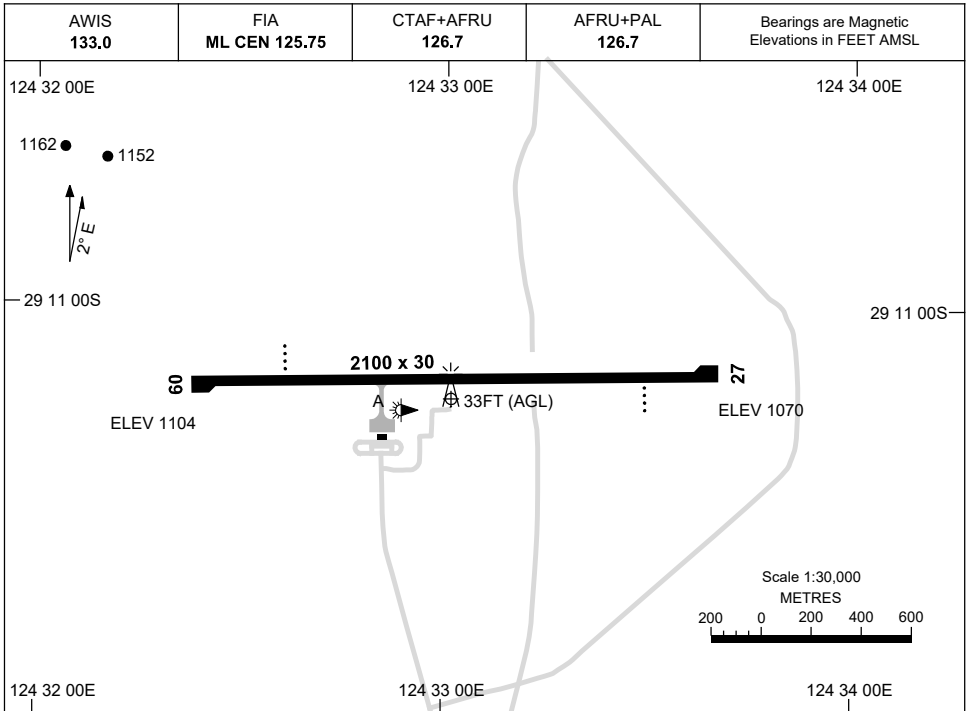 AWIS
133.0
FIA
ML CEN 125.75
CTAF+AFRU
126.7
AFRU+PAL
126.7
Bearings are Magnetic
Elevations in FEET AMSL
124 32 00E
124 33 00E
124 34 00E
1162
1152
2° E
29 11 00S
29 11 00S
2100 x 30
09
27
A
33FT (AGL)
ELEV 1104
ELEV 1070
Scale 1:30,000
METRES
200 0 200 400 600
124 32 00E
124 33 00E
124 34 00E